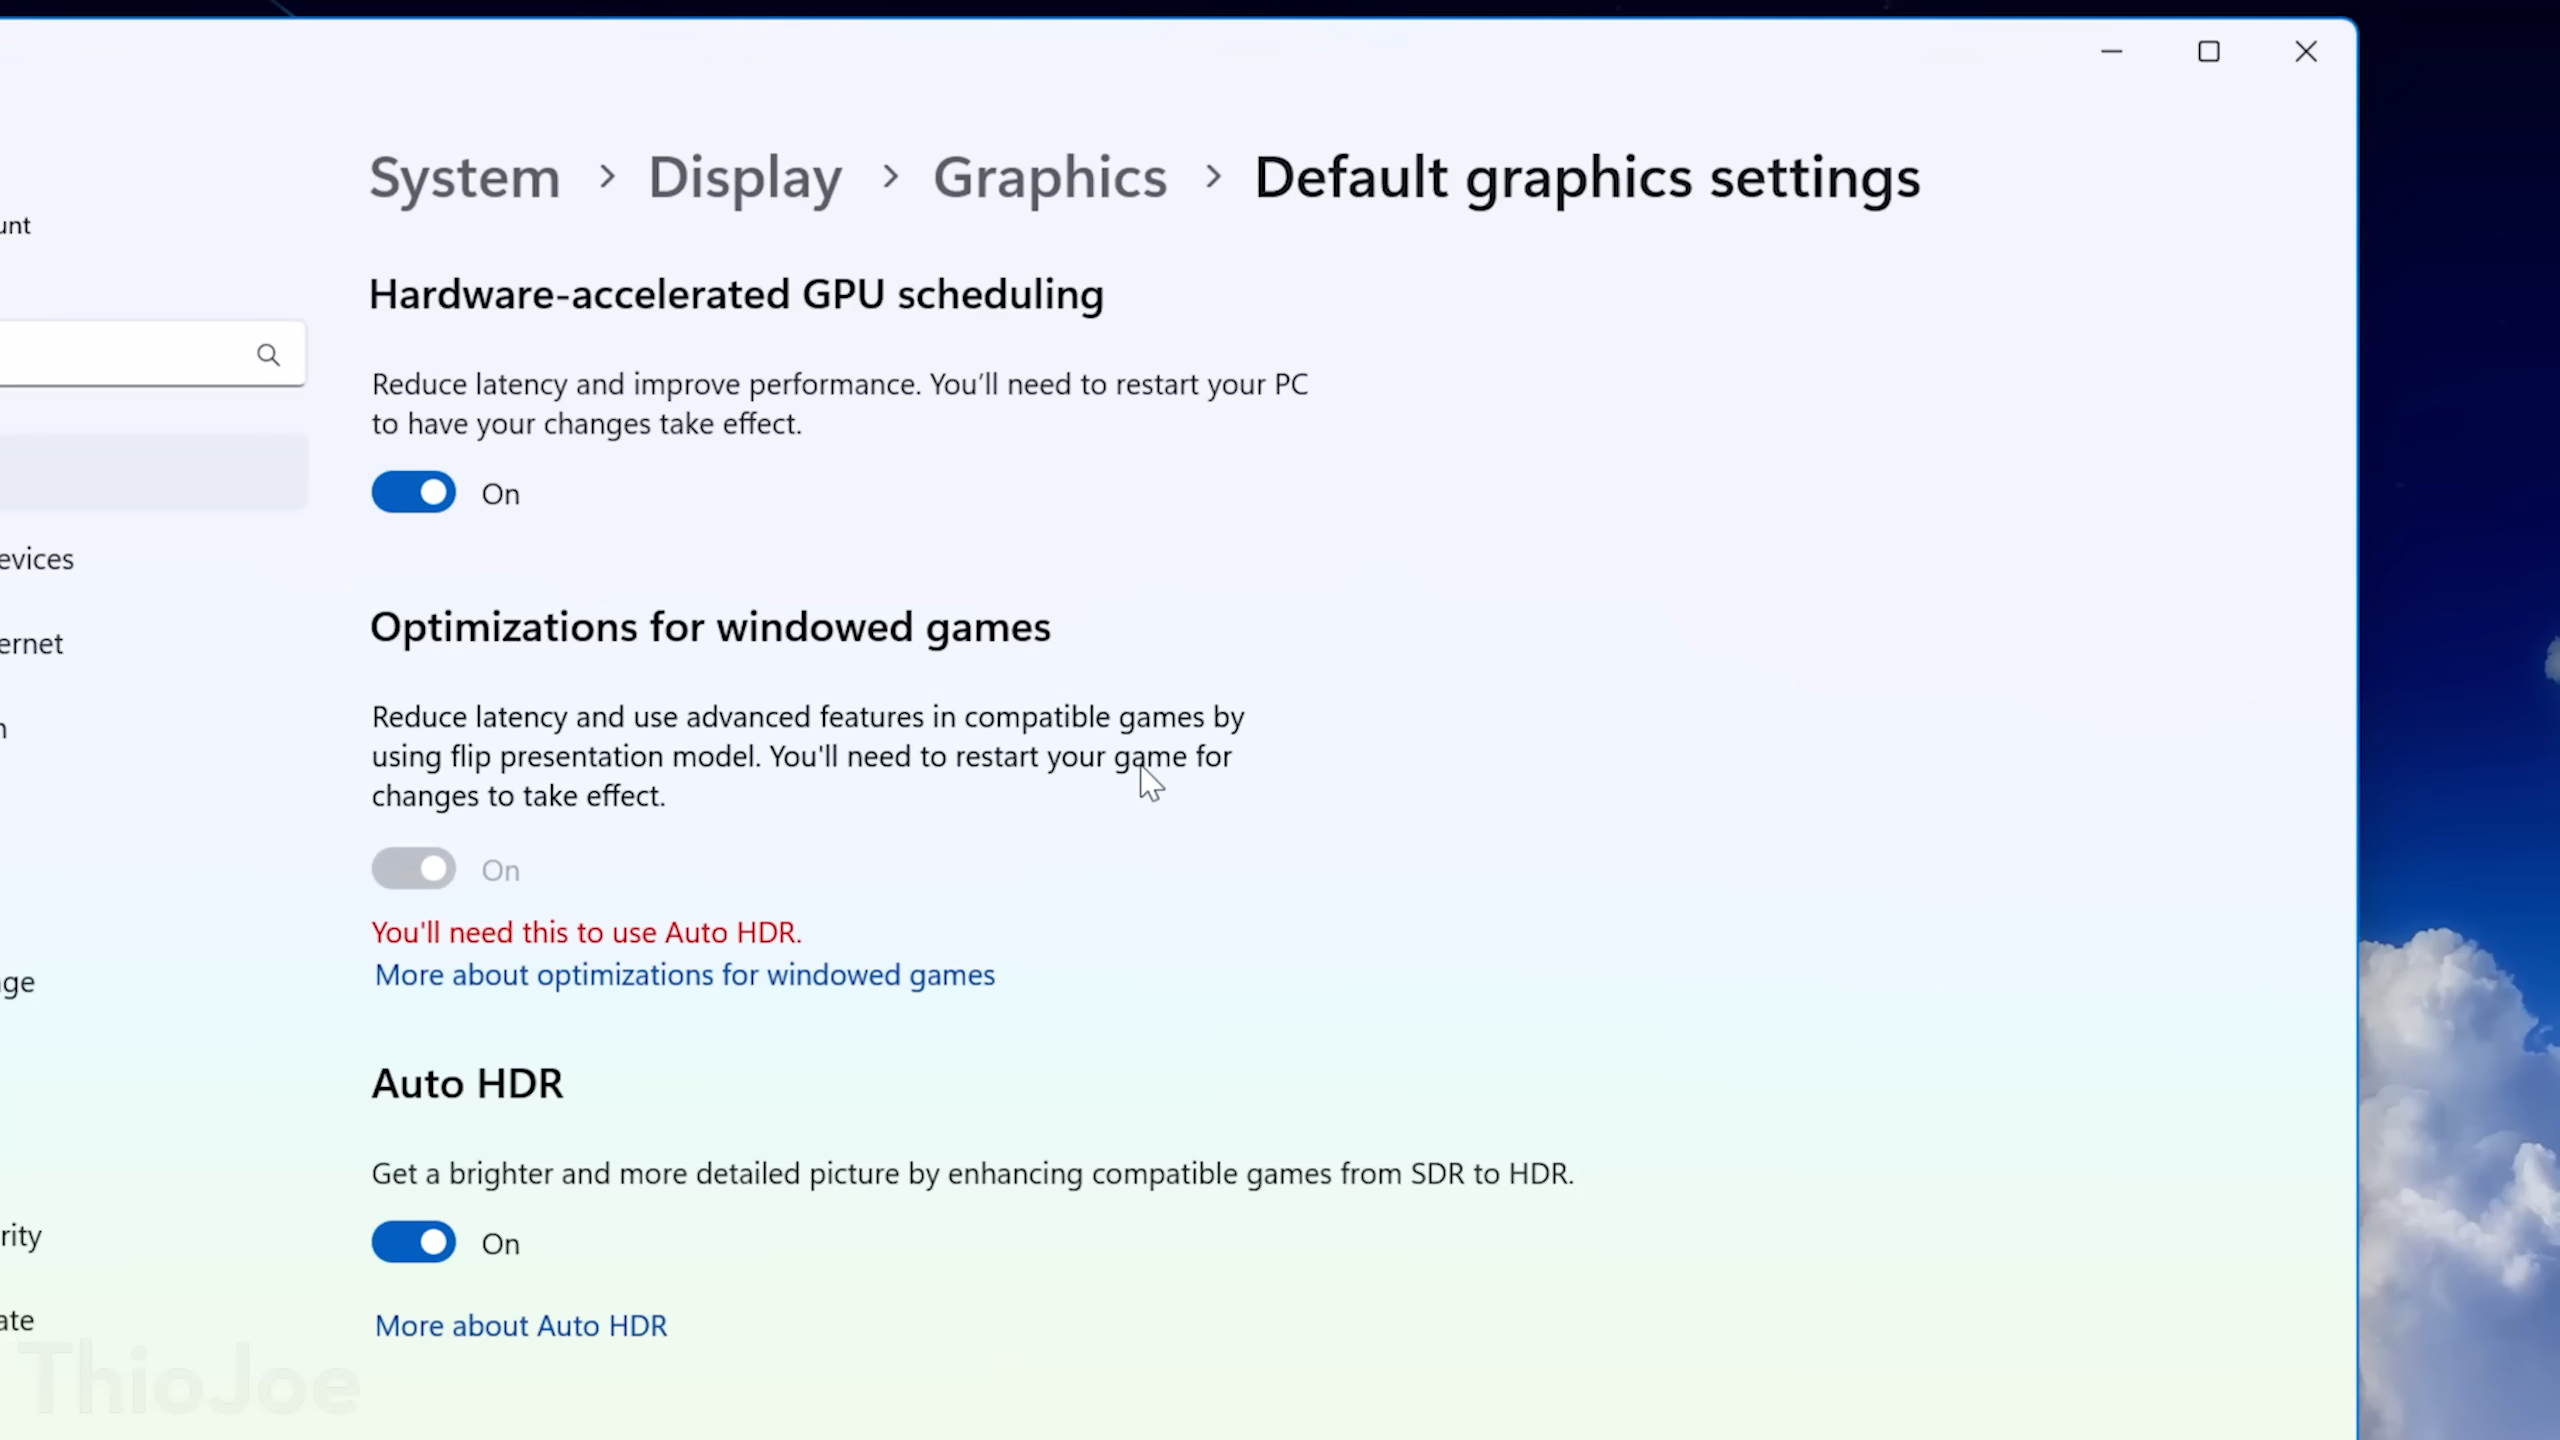 System > Display > Graphics > Default graphics settings
unt
Hardware-accelerated GPU scheduling
Reduce latency and improve performance. You’ll need to restart your PC
to have your changes take effect.
On
evices
ernet
Optimizations for windowed games
Reduce latency and use advanced features in compatible games by
using flip presentation model. You'll need to restart your game for
changes to take effect.
On
You'll need this to use Auto HDR.
More about optimizations for windowed games
ge
Auto HDR
Get a brighter and more detailed picture by enhancing compatible games from SDR to HDR.
On
rity
More about Auto HDR
ate
ThioJoe